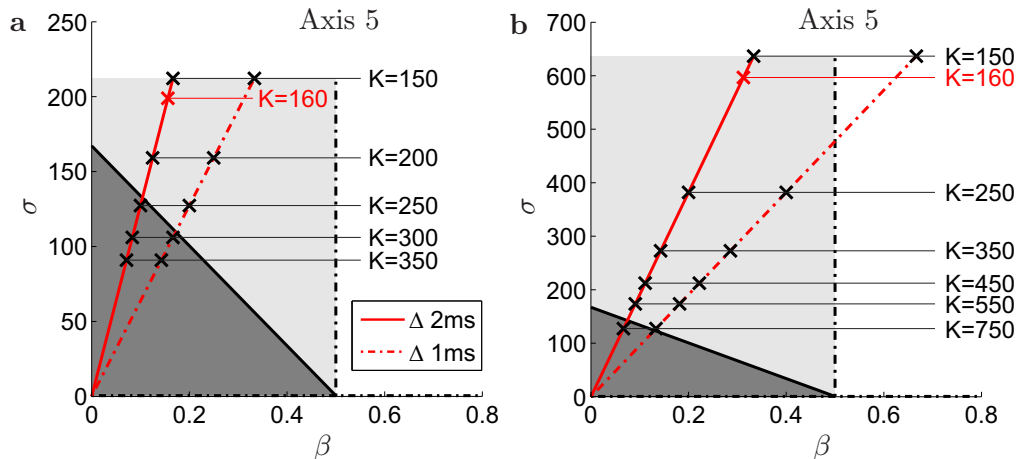 a
Axis 5
250
200
150
100
50
0
σ
0
0.2
0.4
0.6
0.8
β
K=150
K=160
K=200
K=250
K=300
K=350
Δ 2ms
Δ 1ms
b
Axis 5
700
600
500
400
300
200
100
0
σ
0
0.2
0.4
0.6
0.8
β
K=150
K=160
K=250
K=350
K=450
K=550
K=750